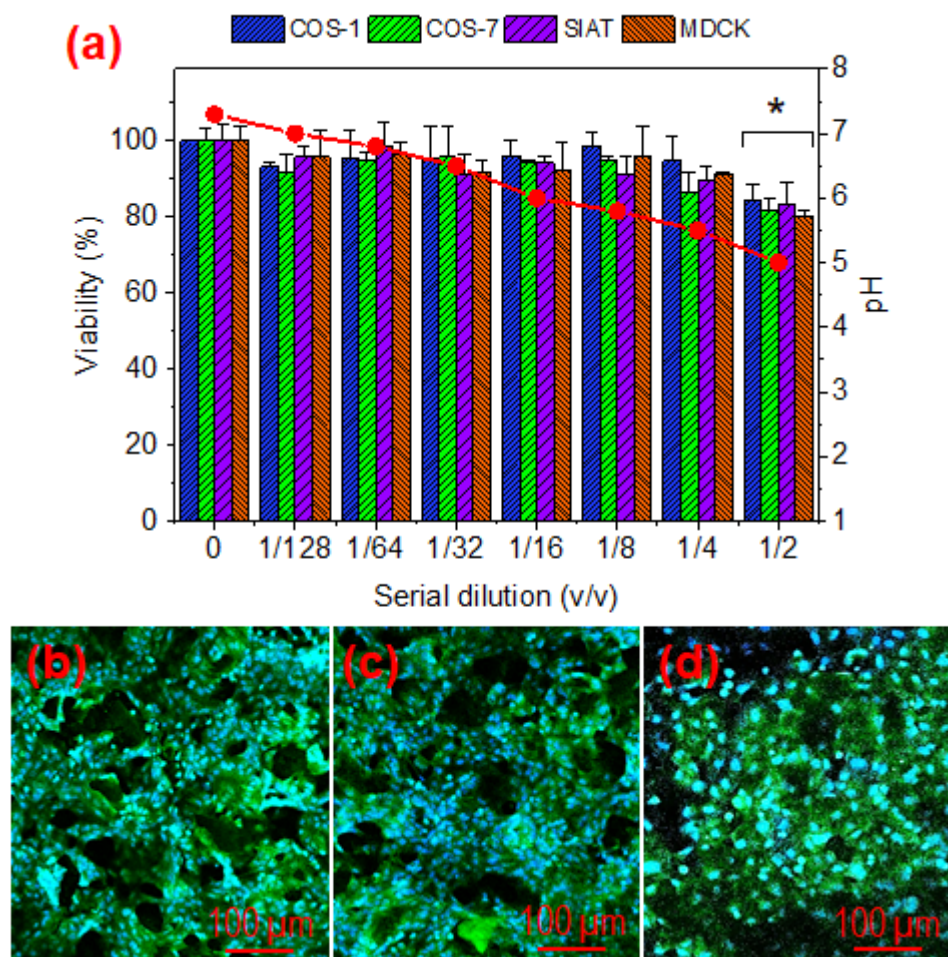 (a)
COS-1 COS-7 SIAT MDCK
*
100
80
60
40
20
0
Viability (%)
8
7
6
5
4
3
2
1
pH
0 1/128 1/64 1/32 1/16 1/8 1/4 1/2
Serial dilution (v/v)
(b) (c) (d)
100 µm 100 µm 100 µm